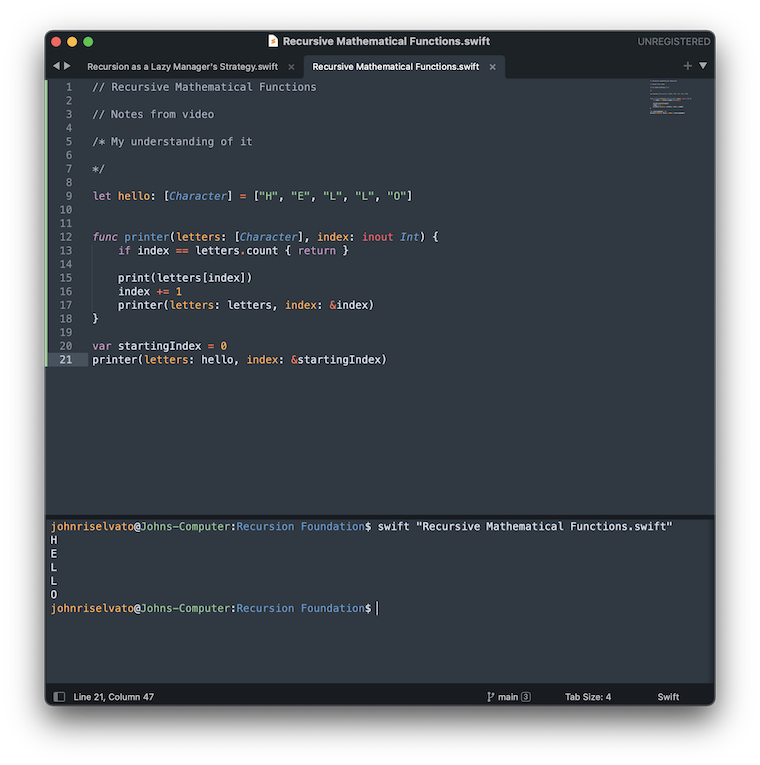 Recursive Mathematical Functions.swift
UNREGISTERED
Recursion as a Lazy Manager's Strategy.swift
Recursive Mathematical Functions.swift
1 // Recursive Mathematical Functions
2
3 // Notes from video
4
5 /* My understanding of it
6
7 */
8
9 let hello: [Character] = ["H", "E", "L", "L", "O"]
10
11
12 func printer(letters: [Character], index: inout Int) {
13     if index == letters.count { return }
14
15     print(letters[index])
16     index += 1
17     printer(letters: letters, index: &index)
18 }
19
20 var startingIndex = 0
21 printer(letters: hello, index: &startingIndex)
johnriselvato@Johns-Computer:Recursion Foundation$ swift "Recursive Mathematical Functions.swift"
H
E
L
L
O
johnriselvato@Johns-Computer:Recursion Foundation$
Line 21, Column 47
main 3
Tab Size: 4
Swift